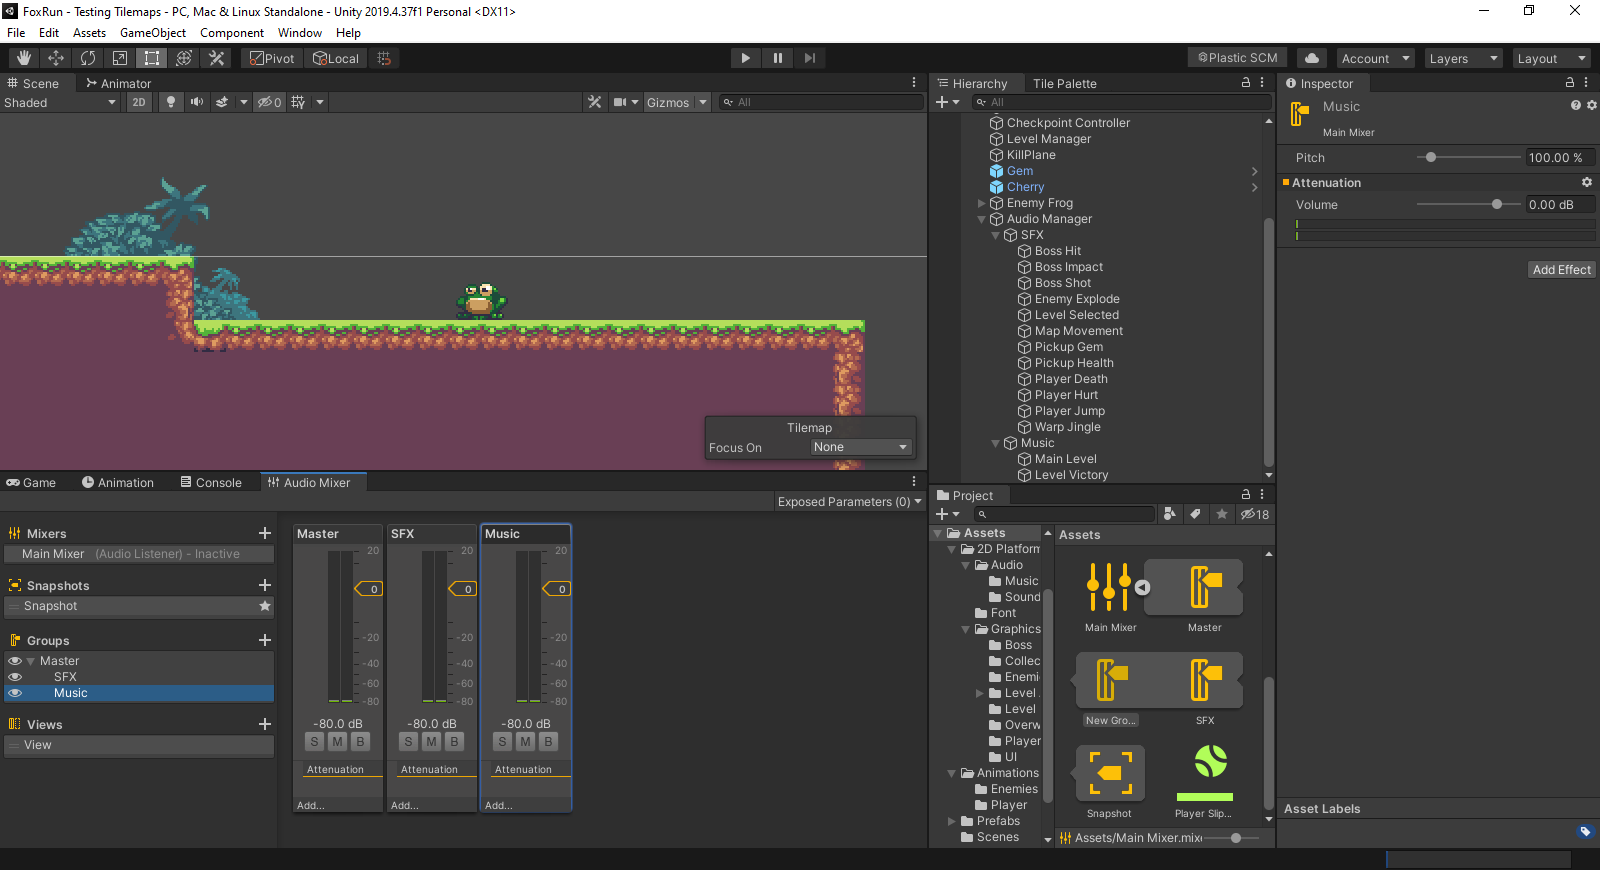 FoxRun - Testing Tilemaps - PC, Mac & Linux Standalone - Unity 2019.4.37f1 Personal <DX11>
File Edit Assets GameObject Component Window Help
Pivot Local Plastic SCM Account Layers Layout
Scene Animator
Shaded 2D 0 Gizmos All
Tilemap
Focus On None
Hierarchy Tile Palette
All
Checkpoint Controller
Level Manager
KillPlane
Gem
Cherry
Enemy Frog
Audio Manager
SFX
Boss Hit
Boss Impact
Boss Shot
Enemy Explode
Level Selected
Map Movement
Pickup Gem
Pickup Health
Player Death
Player Hurt
Player Jump
Warp Jingle
Music
Main Level
Level Victory
Inspector
Music
Main Mixer
Pitch 100.00 %
Attenuation
Volume 0.00 dB
Add Effect
Asset Labels
Game Animation Console Audio Mixer
Exposed Parameters (0)
Mixers
Main Mixer (Audio Listener) - Inactive
Snapshots
Snapshot
Groups
Master
SFX
Music
Views
View
Master
20
0
-20
-40
-60
-80
-80.0 dB
S M B
Attenuation
Add...
SFX
20
0
-20
-40
-60
-80
-80.0 dB
S M B
Attenuation
Add...
Music
20
0
-20
-40
-60
-80
-80.0 dB
S M B
Attenuation
Add...
Project
18
Assets
2D Platform
Audio
Music
Sound
Font
Graphics
Boss
Collec
Enemi
Level
Level
Overw
Player
UI
Animations
Enemies
Player
Prefabs
Scenes
Assets
Main Mixer Master
New Gro... SFX
Snapshot Player Slip...
Assets/Main Mixer.mix